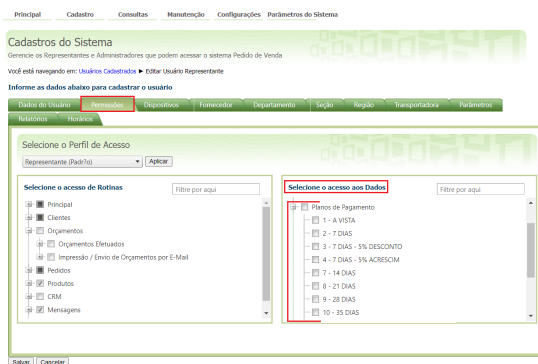 Principal Cadastro Consultas Manutenção Configurações Parâmetros do Sistema
Cadastros do Sistema
Gerencie os Representantes e Administradores que podem acessar o sistema Pedido de Venda
Você está navegando em: Usuários Cadastrados ► Editar Usuário Representante
Informe as dados abaixo para cadastrar o usuário
Dados do Usuário Permissões Dispositivos Fornecedor Departamento Seção Região Transportadora Parâmetros
Relatórios Horários
Selecione o Perfil de Acesso
Representante (Padr?o) Aplicar
Selecione o acesso de Rotinas Filtre por aqui
Principal
Clientes
Orçamentos
Orçamentos Efetuados
Impressão / Envio de Orçamentos por E-Mail
Pedidos
Produtos
CRM
Mensagens
Selecione o acesso aos Dados Filtre por aqui
Planos de Pagamento
1 - A VISTA
2 - 7 DIAS
3 - 7 DIAS - 5% DESCONTO
4 - 7 DIAS - 5% ACRESCIM
7 - 14 DIAS
8 - 21 DIAS
9 - 28 DIAS
10 - 35 DIAS
Salvar Cancelar